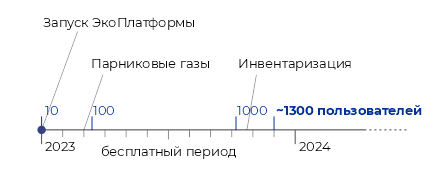 Запуск ЭкоПлатформы
Парниковые газы Инвентаризация
10 100 1000 ~1300 пользователей
2023 бесплатный период 2024